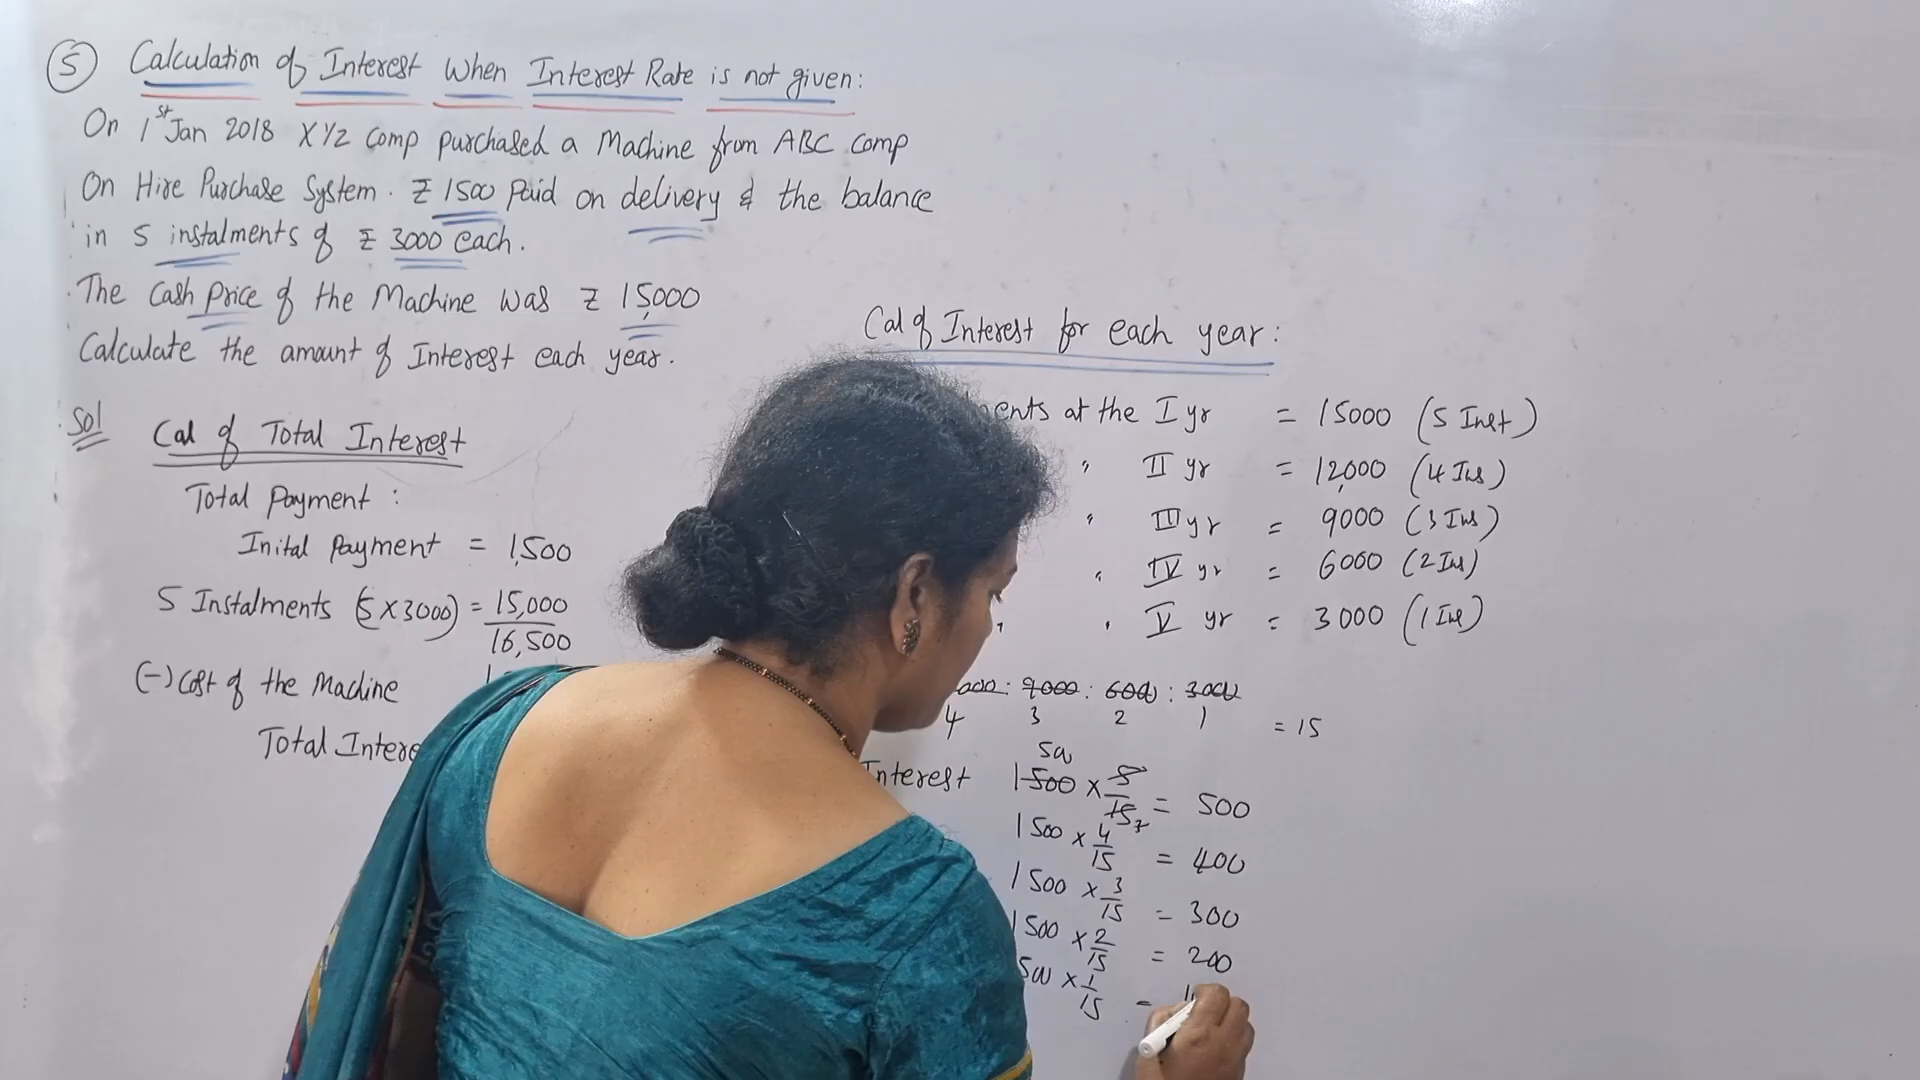 5 Calculation of Interest When Interest Rate is not given:
On 1st Jan 2018 XYZ Comp purchased a Machine from ABC Comp
On Hire Purchase System. ₹ 1500 Paid on delivery & the balance
in 5 instalments of ₹ 3000 each.
The Cash Price of the Machine was ₹ 15,000
Calculate the amount of Interest each year.
Sol
Cal of Total Interest
Total Payment :
Inital Payment = 1,500
5 Instalments (5 X 3000) = 15,000
16,500
(-) Cost of the Machine
Total
Cal of Interest for each year:
at the I yr = 15000 (5 Inst)
" II yr = 12,000 (4 Ins)
" III yr = 9000 (3 Ins)
" IV yr = 6000 (2 Ins)
" " V yr = 3000 (1 Ins)
: 9000 : 6000 : 3000
4 3 2 1 = 15
500
Interest 1500 x 5/15 = 500
1500 x 4/15 = 400
1500 x 3/15 = 300
1500 x 2/15 = 200
x 1/15 =